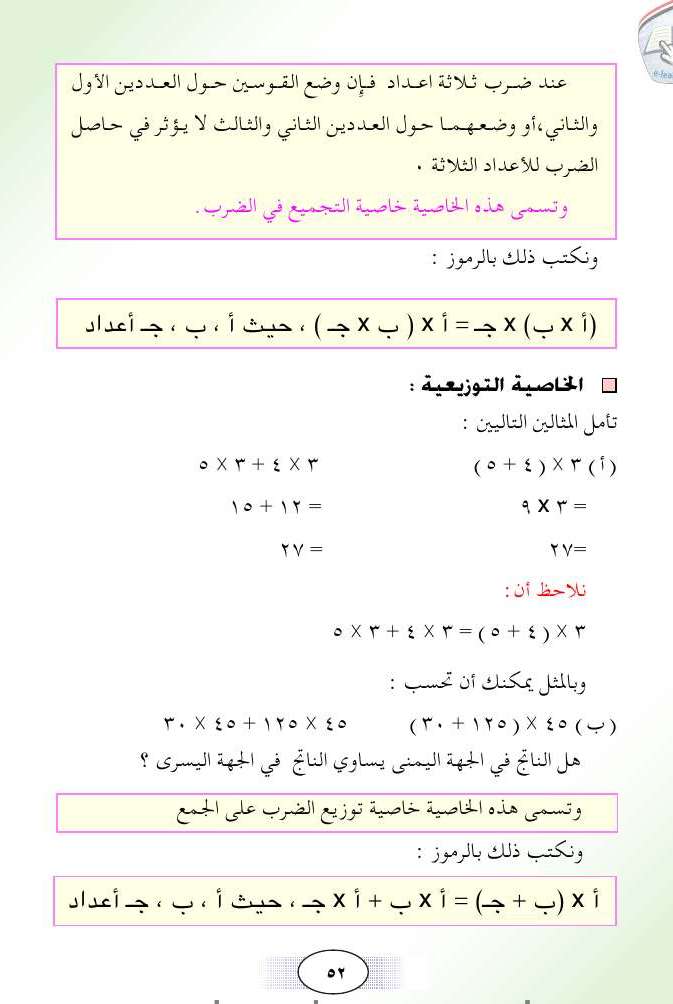 e-lea
عند ضرب ثلاثة اعداد فإن وضع القوسين حول العددين الأول
والثاني،أو وضعهما حول العددين الثاني والثالث لا يؤثر في حاصل
الضرب للأعداد الثلاثة .
وتسمى هذه الخاصية خاصية التجميع في الضرب .
ونكتب ذلك بالرموز :
(أ x ب) x جـ = أ x ( ب x جـ ) ، حيث أ ، ب ، جـ أعداد
الخاصية التوزيعية :
تأمل المثالين التاليين :
(أ) ٣ × ( ٤ + ٥ ) ٣ × ٤ + ٣ × ٥
= ٣ x ٩ = ١٢ + ١٥
=٢٧ = ٢٧
نلاحظ أن :
٣ × ( ٤ + ٥ ) = ٣ × ٤ + ٣ × ٥
وبالمثل يمكنك أن تحسب :
(ب) ٤٥ × ( ١٢٥ + ٣٠ ) ٤٥ × ١٢٥ + ٤٥ × ٣٠
هل الناتج في الجهة اليمنى يساوي الناتج في الجهة اليسرى ؟
وتسمى هذه الخاصية خاصية توزيع الضرب على الجمع
ونكتب ذلك بالرموز :
أ x (ب + جـ) = أ x ب + أ x جـ ، حيث أ ، ب ، جـ أعداد
٥٢